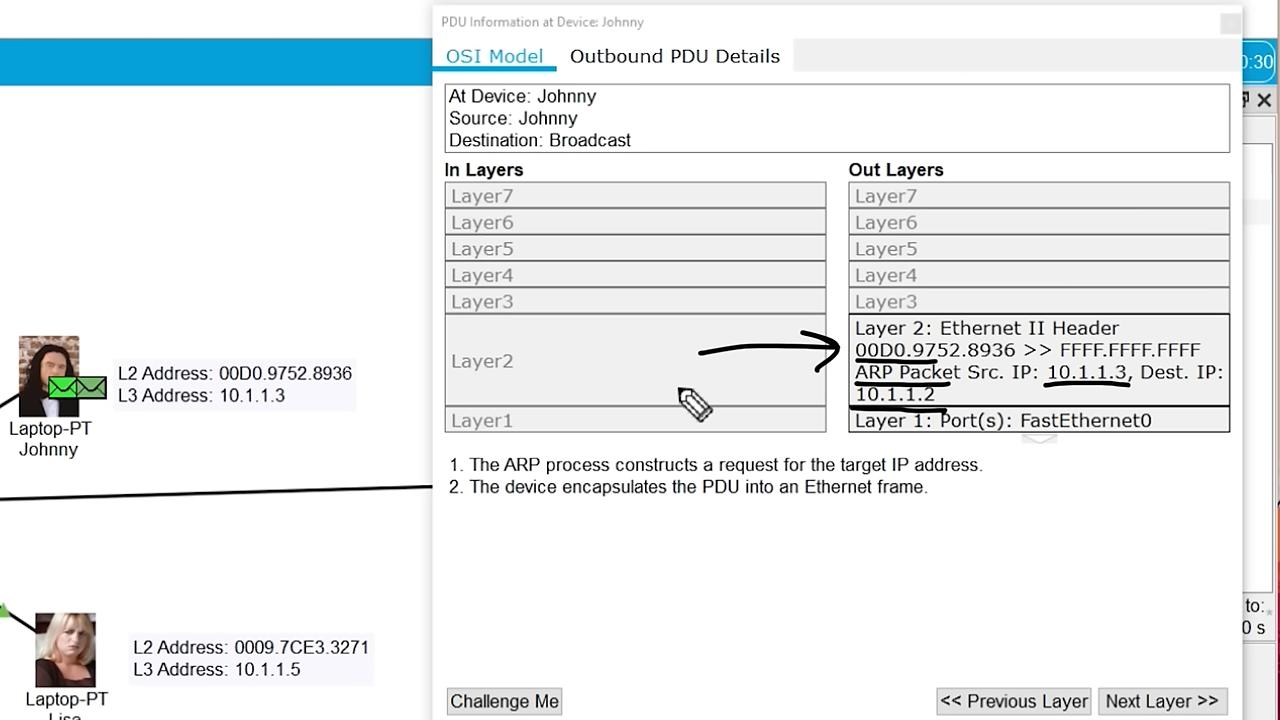 PDU Information at Device: Johnny
OSI Model
Outbound PDU Details
0:30
At Device: Johnny
Source: Johnny
Destination: Broadcast
In Layers
Layer7
Layer6
Layer5
Layer4
Layer3
Layer2
Layer1
Out Layers
Layer7
Layer6
Layer5
Layer4
Layer3
Layer 2: Ethernet II Header
00D0.9752.8936 >> FFFF.FFFF.FFFF
ARP Packet Src. IP: 10.1.1.3, Dest. IP:
10.1.1.2
Layer 1: Port(s): FastEthernet0
1. The ARP process constructs a request for the target IP address.
2. The device encapsulates the PDU into an Ethernet frame.
Challenge Me
<< Previous Layer
Next Layer >>
L2 Address: 00D0.9752.8936
L3 Address: 10.1.1.3
Laptop-PT
Johnny
L2 Address: 0009.7CE3.3271
L3 Address: 10.1.1.5
Laptop-PT
Lisa
to:
0 s